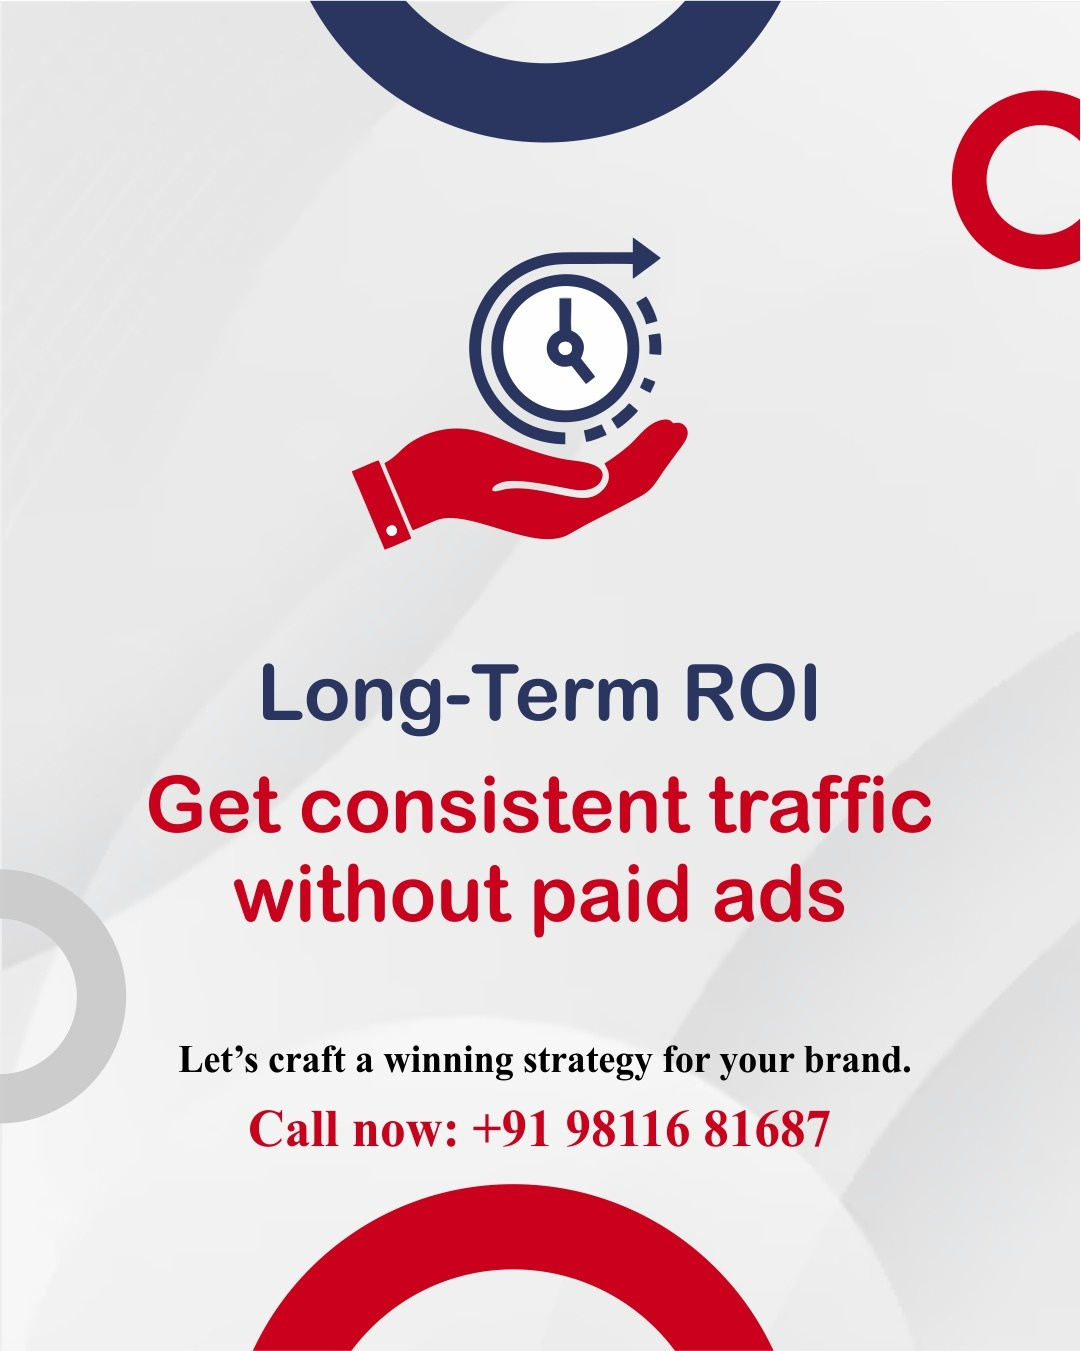 Long-Term ROI
Get consistent traffic
without paid ads
Let’s craft a winning strategy for your brand.
Call now: +91 98116 81687